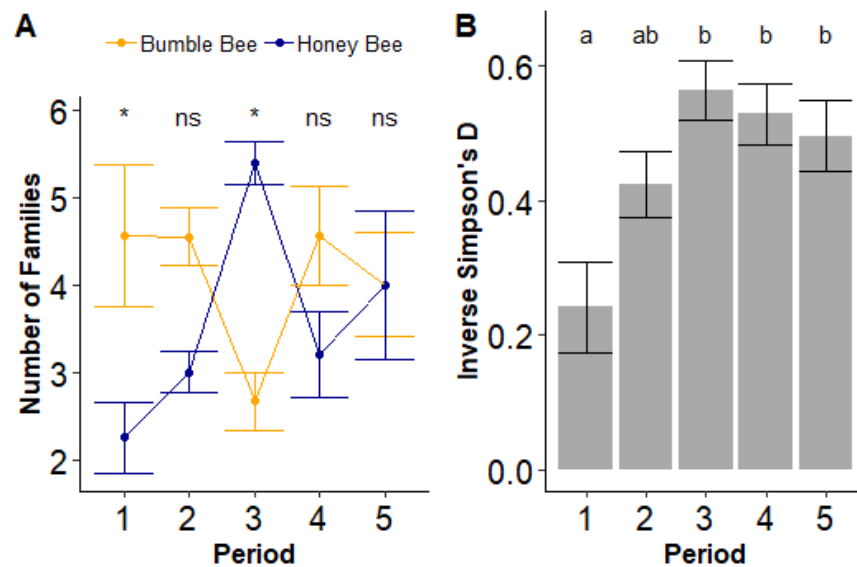 A
Bumble Bee Honey Bee
* ns * ns ns
6
5
4
3
2
Number of Families
1 2 3 4 5
Period
B
a ab b b b
0.6
0.4
0.2
0.0
Inverse Simpson's D
1 2 3 4 5
Period